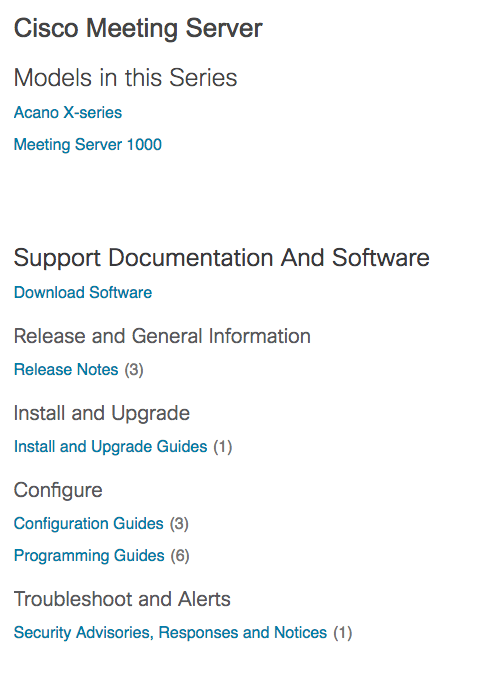 Cisco Meeting Server
Models in this Series
Acano X-series
Meeting Server 1000
Support Documentation And Software
Download Software
Release and General Information
Release Notes (3)
Install and Upgrade
Install and Upgrade Guides (1)
Configure
Configuration Guides (3)
Programming Guides (6)
Troubleshoot and Alerts
Security Advisories, Responses and Notices (1)